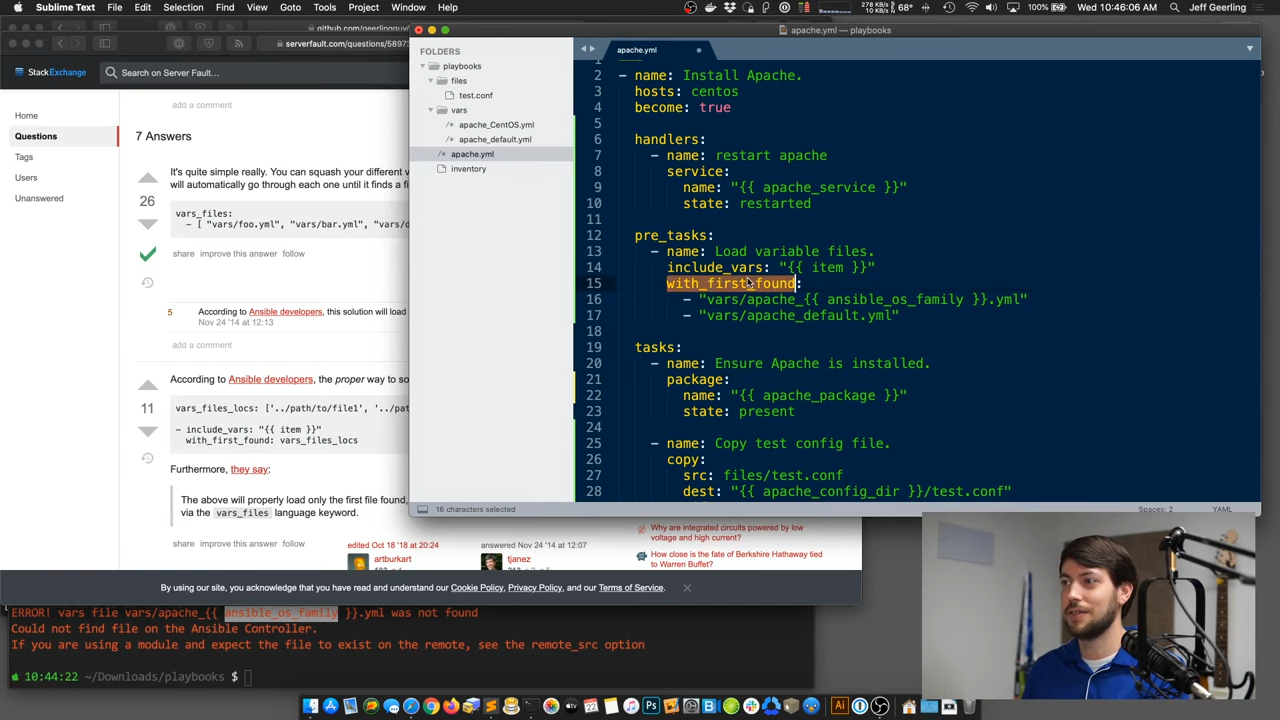 Sublime Text File Edit Selection Find View Goto Tools Project Window Help
278 KB/s
68° 100% Wed 10:46:06 AM Jeff Geerling
github.com/geerlingguy/
serverfault.com/questions/58973
StackExchange Search on Server Fault…
Home
Questions
Tags
Users
Unanswered
add a comment
7 Answers
26
It's quite simple really. You can squash your different v
will automatically go through each one until it finds a fi
vars_files:
- [ "vars/foo.yml", "vars/bar.yml", "vars/
share improve this answer follow
5
According to Ansible developers, this solution will load
Nov 24 '14 at 12:13
add a comment
According to Ansible developers, the proper way to so
11
vars_files_locs: ['../path/to/file1', '../pat
- include_vars: "{{ item }}"
with_first_found: vars_files_locs
Furthermore, they say:
The above will properly load only the first file found,
via the vars_files language keyword.
share improve this answer follow
edited Oct 18 '18 at 20:24
artburkart
answered Nov 24 '14 at 12:07
tjanez
Why are integrated circuits powered by low
voltage and high current?
How close is the fate of Berkshire Hathaway tied
to Warren Buffet?
By using our site, you acknowledge that you have read and understand our Cookie Policy, Privacy Policy, and our Terms of Service.
apache.yml — playbooks
FOLDERS
playbooks
files
test.conf
vars
/* apache_CentOS.yml
/* apache_default.yml
/* apache.yml
inventory
apache.yml
1 ---
2 - name: Install Apache.
3 hosts: centos
4 become: true
5
6 handlers:
7 - name: restart apache
8 service:
9 name: "{{ apache_service }}"
10 state: restarted
11
12 pre_tasks:
13 - name: Load variable files.
14 include_vars: "{{ item }}"
15 with_first_found:
16 - "vars/apache_{{ ansible_os_family }}.yml"
17 - "vars/apache_default.yml"
18
19 tasks:
20 - name: Ensure Apache is installed.
21 package:
22 name: "{{ apache_package }}"
23 state: present
24
25 - name: Copy test config file.
26 copy:
27 src: files/test.conf
28 dest: "{{ apache_config_dir }}/test.conf"
16 characters selected Spaces: 2 YAML
ERROR! vars file vars/apache_{{ ansible_os_family }}.yml was not found
Could not find file on the Ansible Controller.
If you are using a module and expect the file to exist on the remote, see the remote_src option
10:44:22 ~/Downloads/playbooks $